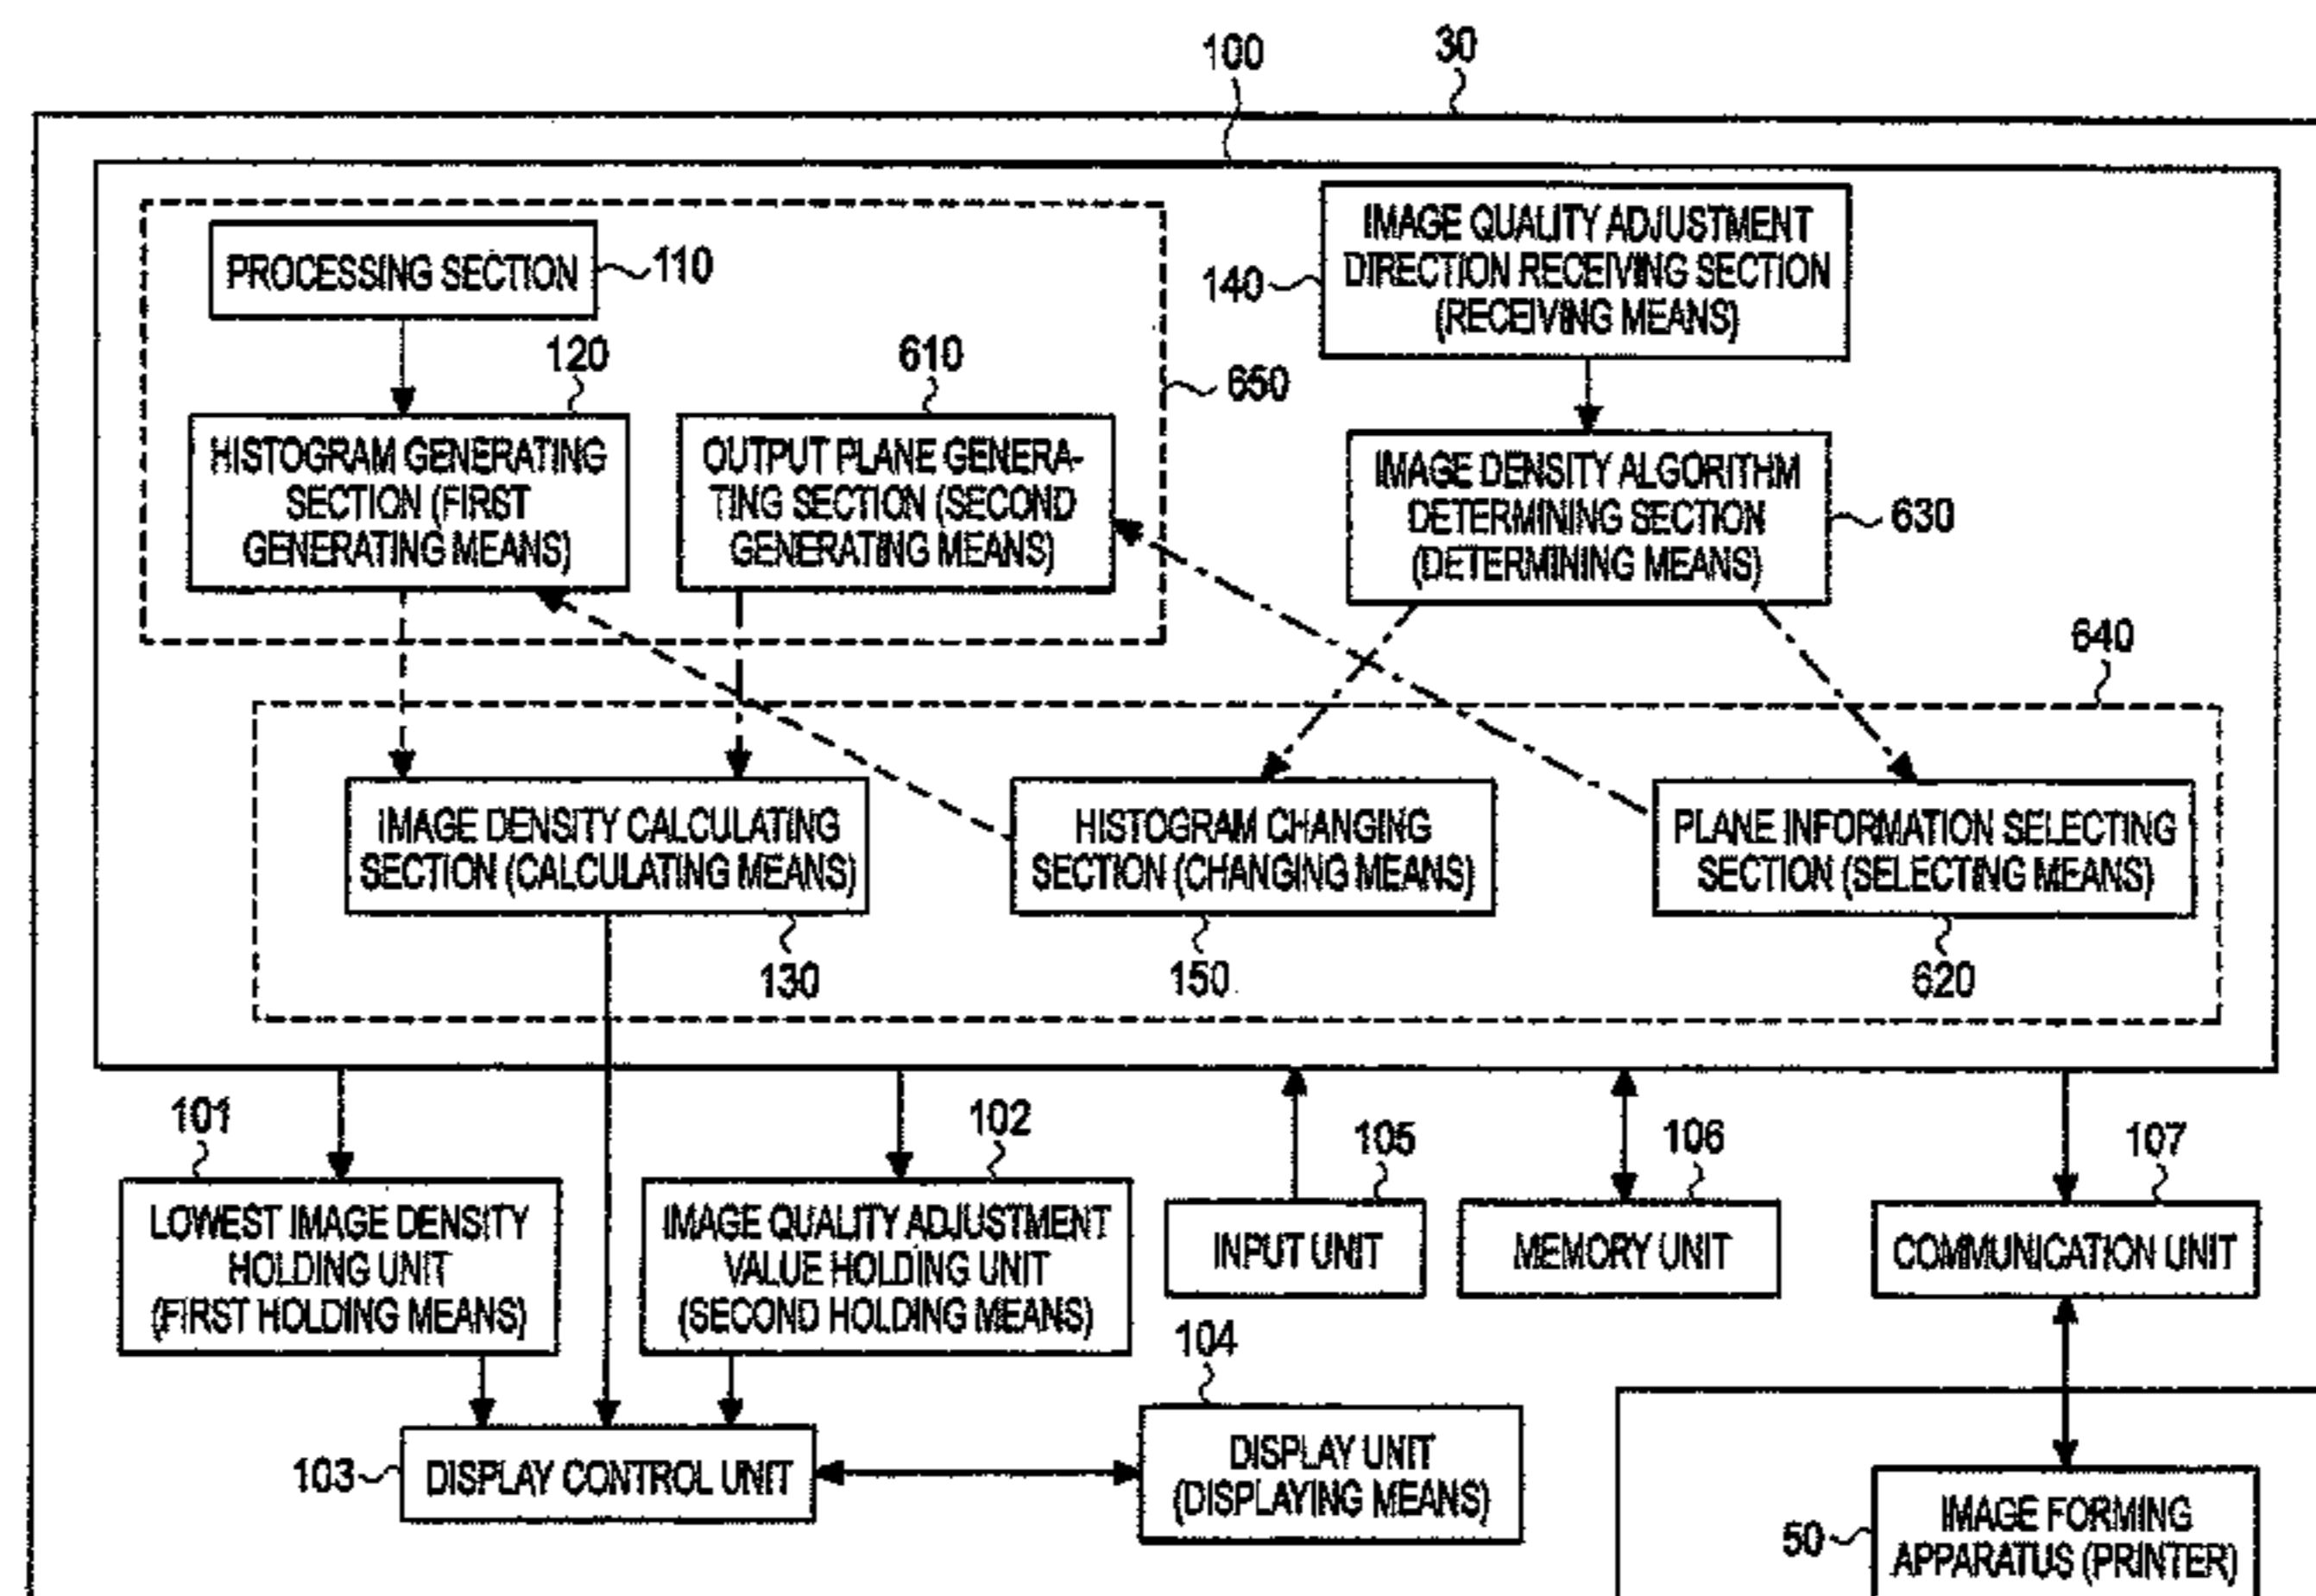 100
30
PROCESSING SECTION
110
IMAGE QUALITY ADJUSTMENT
DIRECTION RECEIVING SECTION
(RECEIVING MEANS)
140
120
610
650
HISTOGRAM GENERATING
SECTION (FIRST
GENERATING MEANS)
OUTPUT PLANE GENERA-
TING SECTION (SECOND
GENERATING MEANS)
IMAGE DENSITY ALGORITHM
DETERMINING SECTION
(DETERMINING MEANS)
630
640
IMAGE DENSITY CALCULATING
SECTION (CALCULATING MEANS)
HISTOGRAM CHANGING
SECTION (CHANGING MEANS)
PLANE INFORMATION SELECTING
SECTION (SELECTING MEANS)
130
150
620
101
102
105
106
107
LOWEST IMAGE DENSITY
HOLDING UNIT
(FIRST HOLDING MEANS)
IMAGE QUALITY ADJUSTMENT
VALUE HOLDING UNIT
(SECOND HOLDING MEANS)
INPUT UNIT
MEMORY UNIT
COMMUNICATION UNIT
104
103
DISPLAY CONTROL UNIT
DISPLAY UNIT
(DISPLAYING MEANS)
50
IMAGE FORMING
APPARATUS (PRINTER)